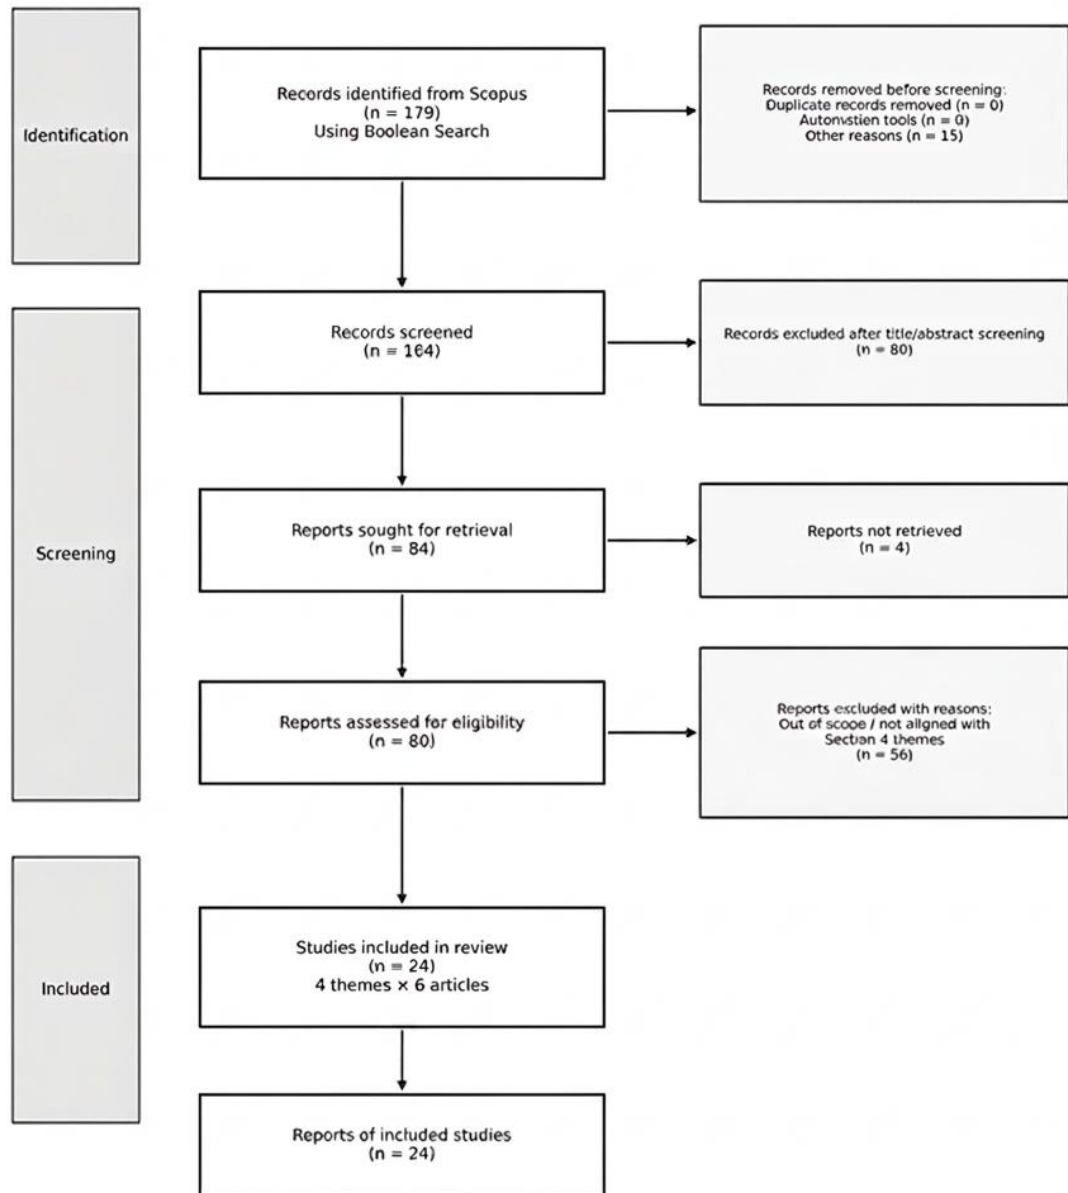 Identification
Records identified from Scopus
(n = 179)
Using Boolean Search
Records removed before screening:
Duplicate records removed (n = 0)
Automation tools (n = 0)
Other reasons (n = 15)
Screening
Records screened
(n = 164)
Records excluded after title/abstract screening
(n = 80)
Reports sought for retrieval
(n = 84)
Reports not retrieved
(n = 4)
Reports assessed for eligibility
(n = 80)
Reports excluded with reasons:
Out of scope / not aligned with
Section 4 themes
(n = 56)
Included
Studies included in review
(n = 24)
4 themes × 6 articles
Reports of included studies
(n = 24)